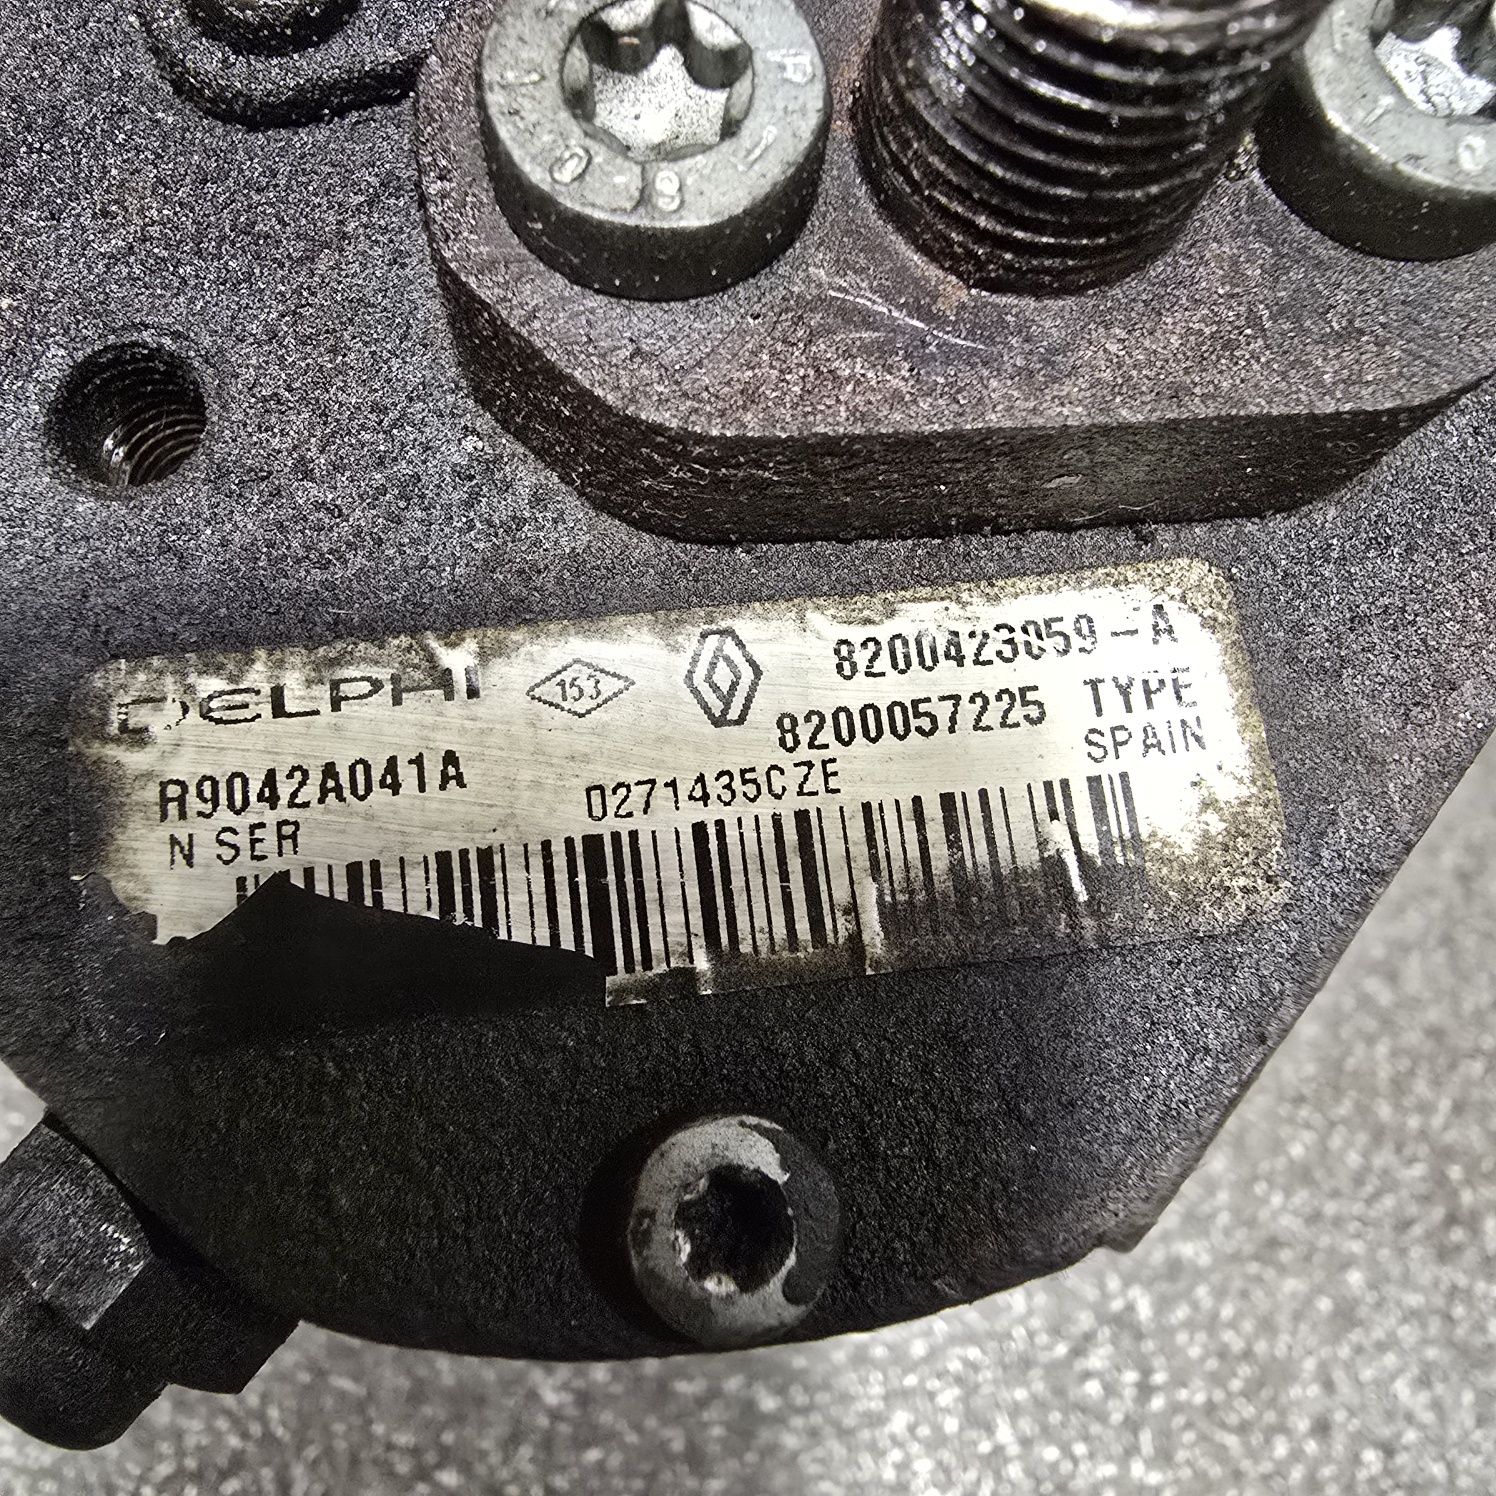 DELPHI 153 8200423059-A
8200057225 TYPE
R9042A041A 0271435CZE SPAIN
N SER